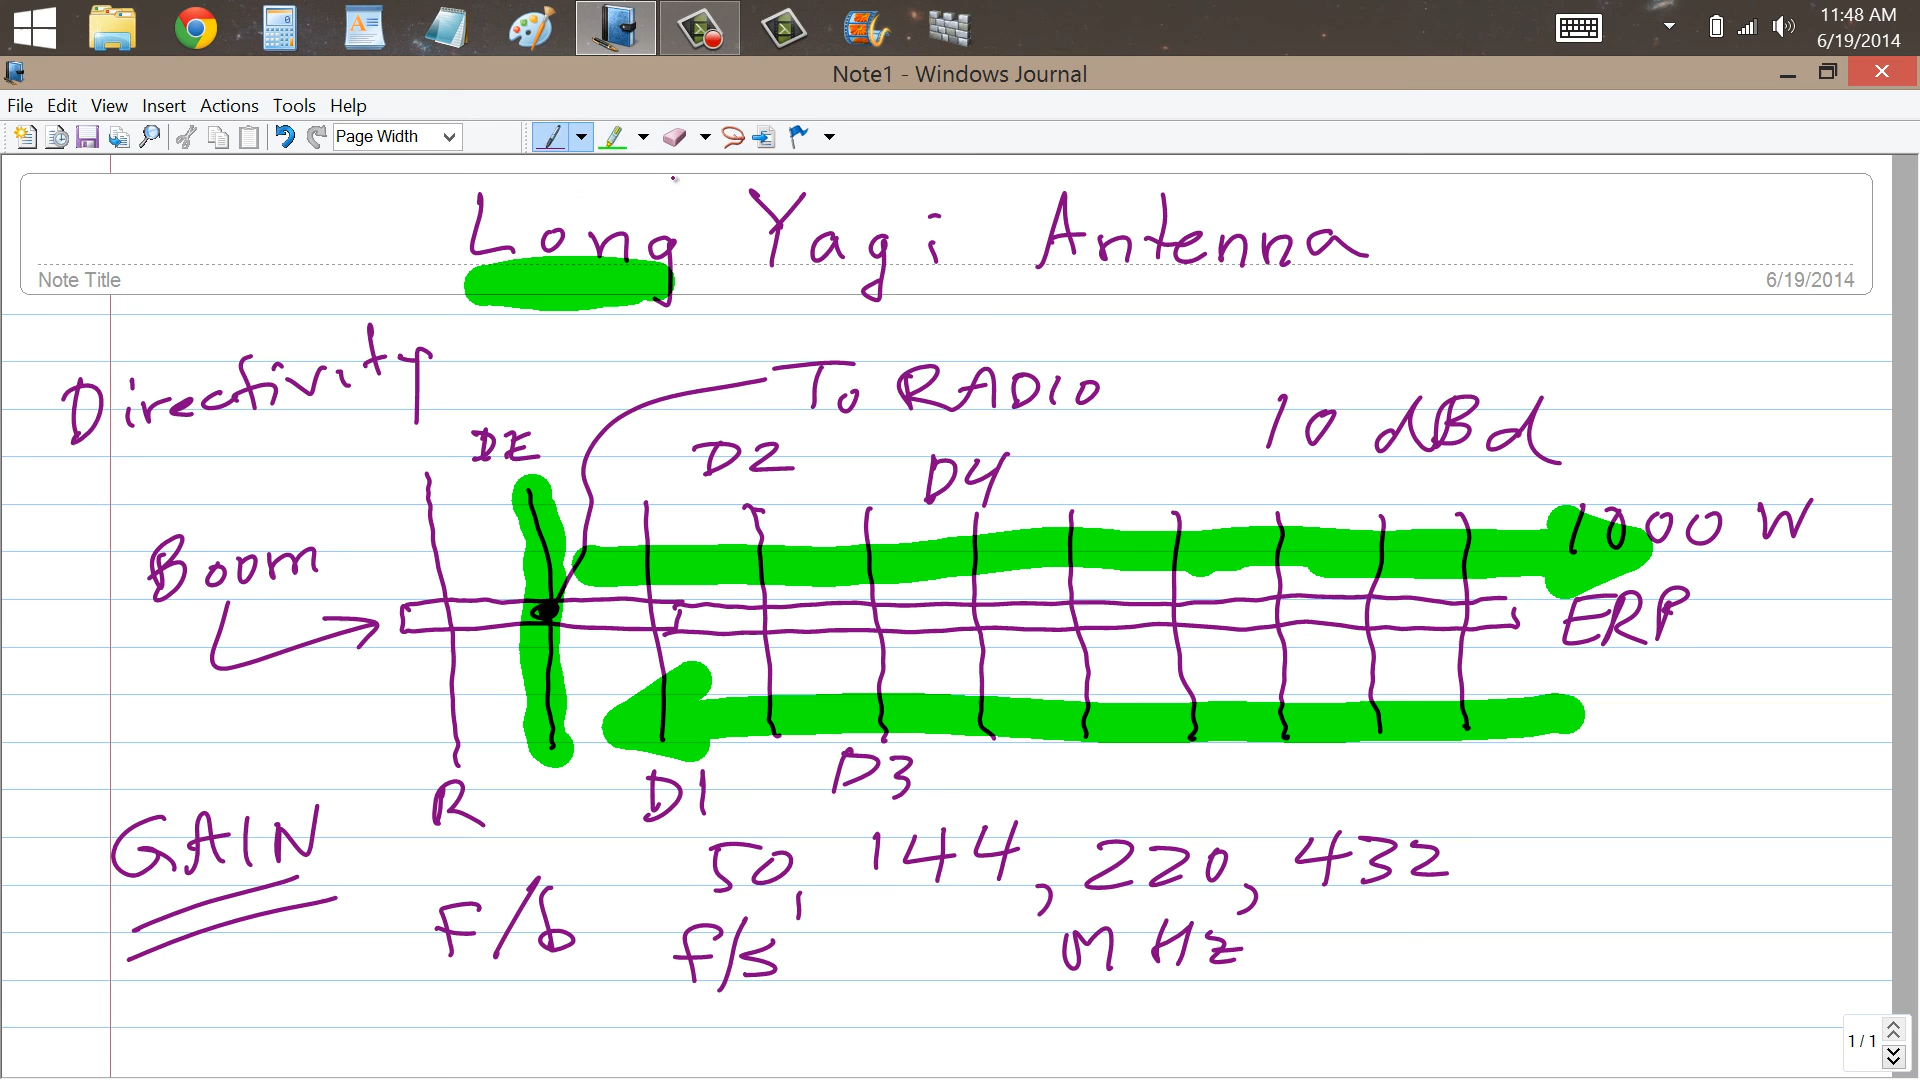 11:48 AM
6/19/2014
Note1 - Windows Journal
File Edit View Insert Actions Tools Help
Page Width
Long Yagi Antenna
Note Title
6/19/2014
Directivity
To RADIO
10 dBd
DE
D2
D4
1000 W
Boom
ERP
R
D1
D3
GAIN
50, 144, 220, 432
F/b
f/s
MHz
1 / 1